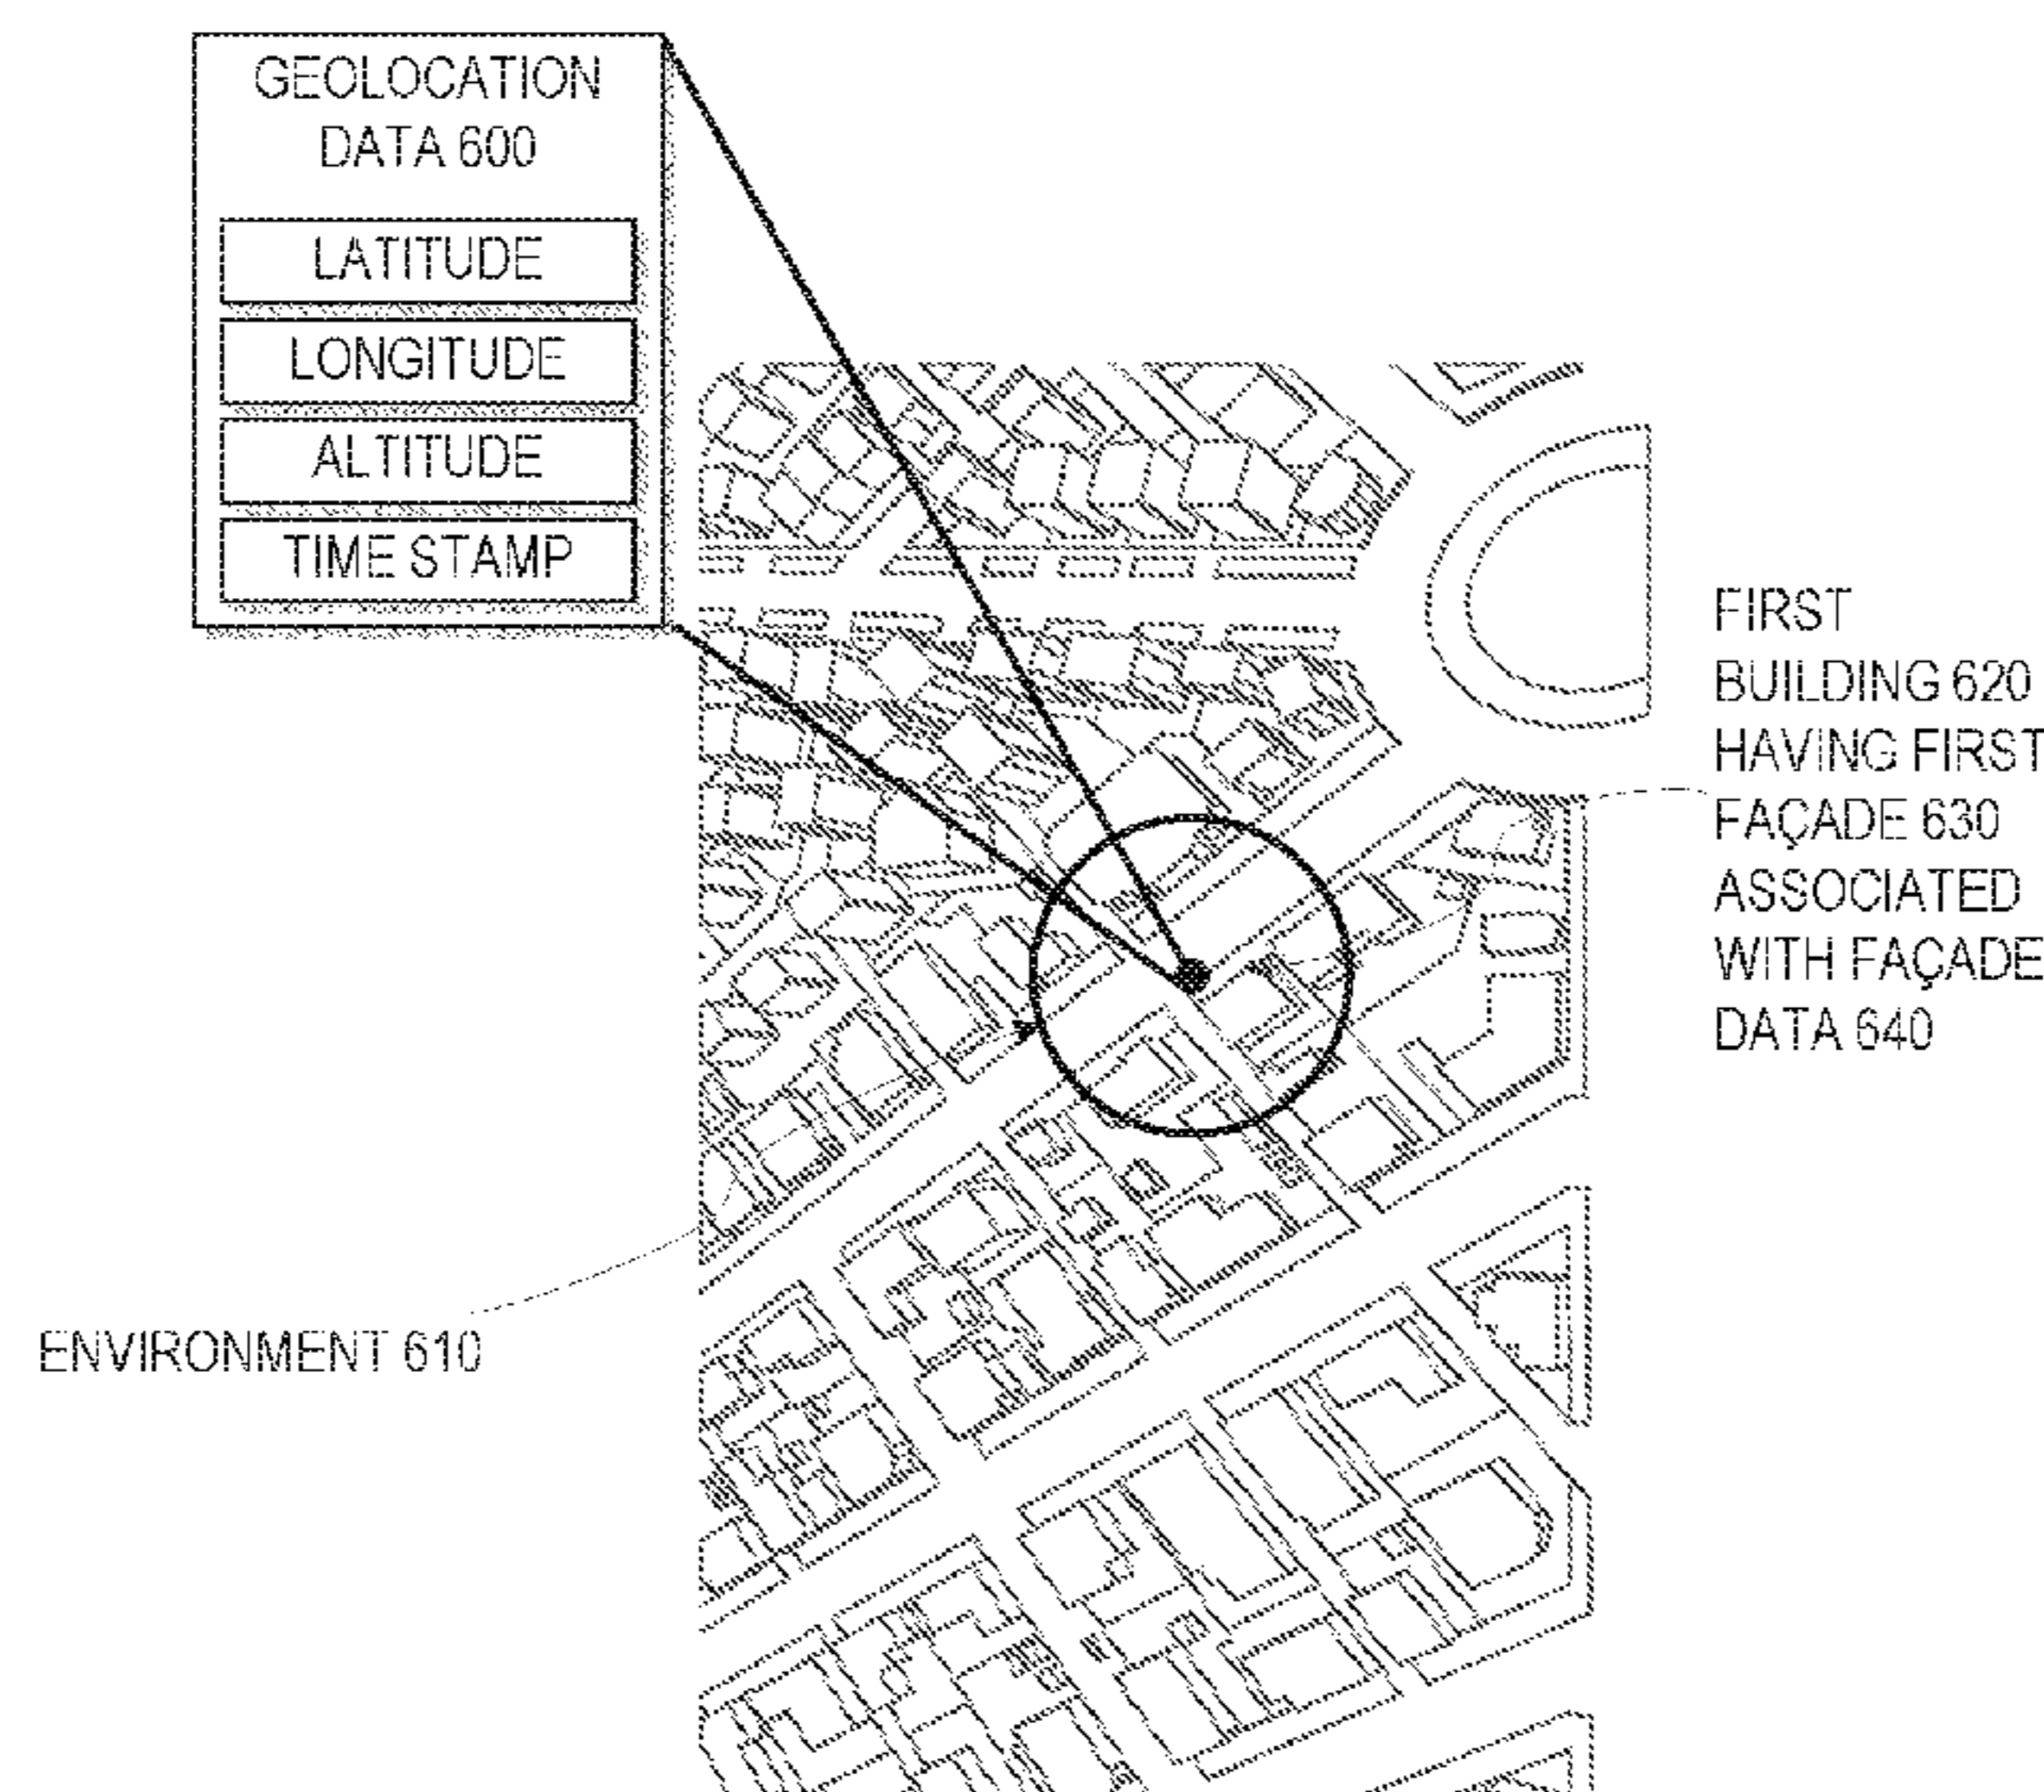 GEOLOCATION
DATA 600
LATITUDE
LONGITUDE
ALTITUDE
TIME STAMP
FIRST
BUILDING 620
HAVING FIRST
FAÇADE 630
ASSOCIATED
WITH FAÇADE
DATA 640
ENVIRONMENT 610